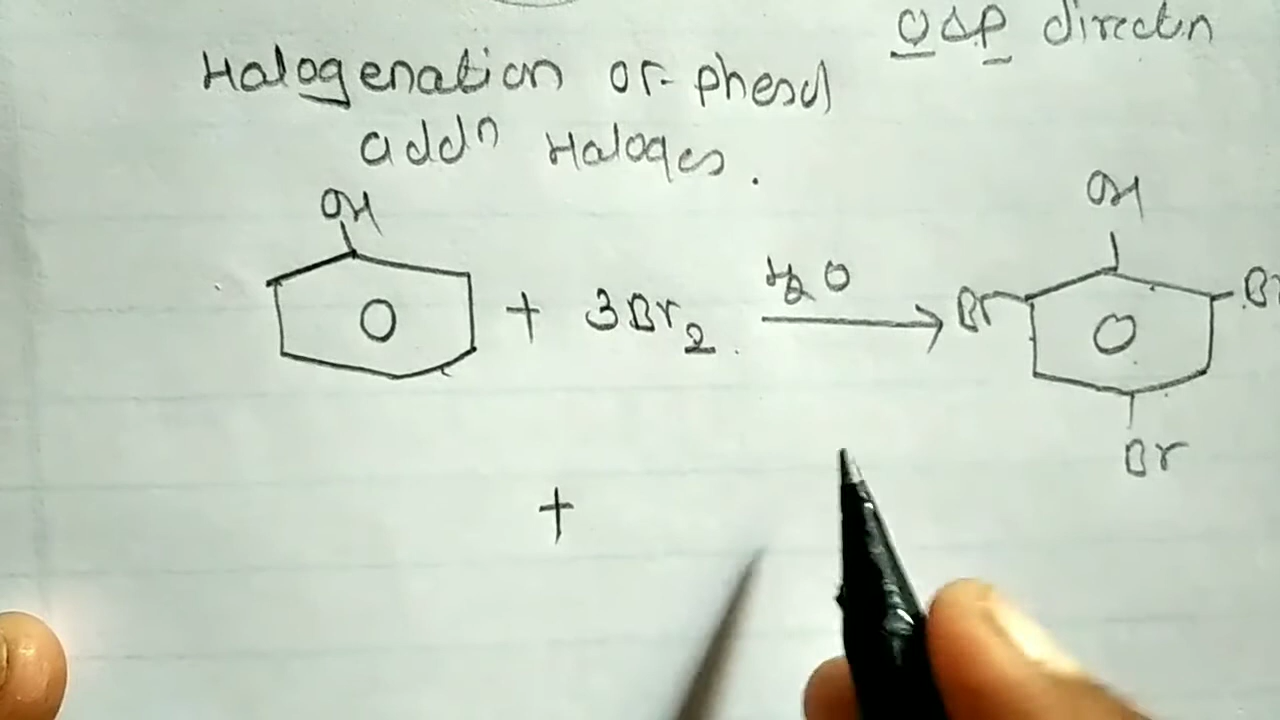 O & P directn
Halogenation of phenol
addn Haloges.
OH
OH
+ 3Br2. H2O → Br Br
O
O
Br
+